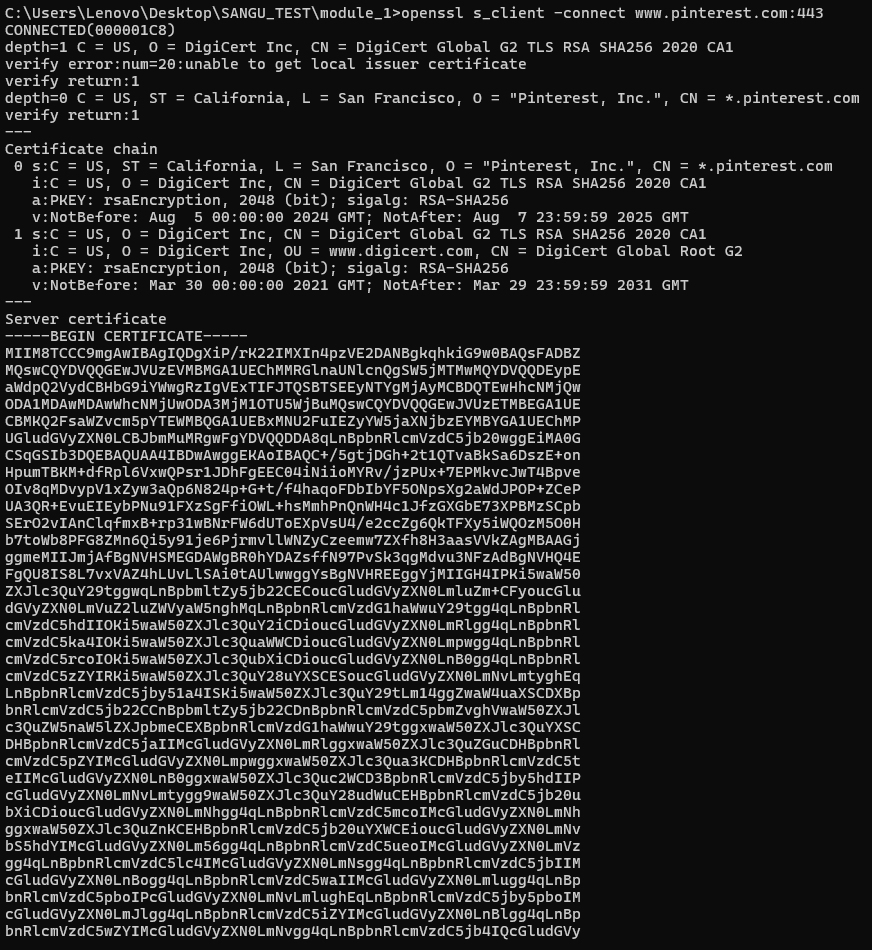 C:\Users\Lenovo\Desktop\SANGU_TEST\module_1>openssl s_client -connect www.pinterest.com:443
CONNECTED(000001C8)
depth=1 C = US, O = DigiCert Inc, CN = DigiCert Global G2 TLS RSA SHA256 2020 CA1
verify error:num=20:unable to get local issuer certificate
verify return:1
depth=0 C = US, ST = California, L = San Francisco, O = "Pinterest, Inc.", CN = *.pinterest.com
verify return:1
---
Certificate chain
 0 s:C = US, ST = California, L = San Francisco, O = "Pinterest, Inc.", CN = *.pinterest.com
   i:C = US, O = DigiCert Inc, CN = DigiCert Global G2 TLS RSA SHA256 2020 CA1
   a:PKEY: rsaEncryption, 2048 (bit); sigalg: RSA-SHA256
   v:NotBefore: Aug  5 00:00:00 2024 GMT; NotAfter: Aug  7 23:59:59 2025 GMT
 1 s:C = US, O = DigiCert Inc, CN = DigiCert Global G2 TLS RSA SHA256 2020 CA1
   i:C = US, O = DigiCert Inc, OU = www.digicert.com, CN = DigiCert Global Root G2
   a:PKEY: rsaEncryption, 2048 (bit); sigalg: RSA-SHA256
   v:NotBefore: Mar 30 00:00:00 2021 GMT; NotAfter: Mar 29 23:59:59 2031 GMT
---
Server certificate
-----BEGIN CERTIFICATE-----
MIIM8TCCC9mgAwIBAgIQDgXiP/rK22IMXIn4pzVE2DANBgkqhkiG9w0BAQsFADBZ
MQswCQYDVQQGEwJVUzEVMBMGA1UEChMMRGlnaUNlcnQgSW5jMTMwMQYDVQQDEypE
aWdpQ2VydCBHbG9iYWwgRzIgVExTIFJTQSBTSEEyNTYgMjAyMCBDQTEwHhcNMjQw
ODA1MDAwMDAwWhcNMjUwODA3MjM1OTU5WjBuMQswCQYDVQQGEwJVUzETMBEGA1UE
CBMKQ2FsaWZvcm5pYTEWMBQGA1UEBxMNU2FuIEZyYW5jaXNjbzEYMBYGA1UEChMP
UGludGVyZXN0LCBJbmMuMRgwFgYDVQQDDA8qLnBpbnRlcmVzdC5jb20wggEiMA0G
CSqGSIb3DQEBAQUAA4IBDwAwggEKAoIBAQC+/5gtjDGh+2t1QTvaBkSa6DszE+on
HpumTBKM+dfRpl6VxwQPsr1JDhFgEEC04iNiioMYRv/jzPUx+7EPMkvcJwT4Bpve
OIv8qMDvypV1xZyw3aQp6N824p+G+t/f4haqoFDbIbYF5ONpsXg2aWdJPOP+ZCeP
UA3QR+EvuEIEybPNu91FXzSgFfiOWL+hsMmhPnQnWH4c1JfzGXGbE73XPBMzSCpb
SErO2vIAnClqfmxB+rp31wBNrFW6dUToEXpVsU4/e2ccZg6QkTFXy5iWQOzM5O0H
b7toWb8PFG8ZMn6Qi5y91je6PjrmvllWNZyCzeemw7ZXfh8H3aasVVkZAgMBAAGj
ggmeMIIJmjAfBgNVHSMEGDAWgBR0hYDAZsffN97PvSk3qgMdvu3NFzAdBgNVHQ4E
FgQU8IS8L7vxVAZ4hLUvLlSAi0tAUlwwggYsBgNVHREEggYjMIIGH4IPKi5waW50
ZXJlc3QuY29tggwqLnBpbmltZy5jb22CECoucGludGVyZXN0LmluZm+CFyoucGlu
dGVyZXN0LmVuZ2luZWVyaW5nghMqLnBpbnRlcmVzdG1haWwuY29tgg4qLnBpbnRl
cmVzdC5hdIIOKi5waW50ZXJlc3QuY2iCDioucGludGVyZXN0LmRlgg4qLnBpbnRl
cmVzdC5ka4IOKi5waW50ZXJlc3QuaWWCDioucGludGVyZXN0Lmpwgg4qLnBpbnRl
cmVzdC5rcoIOKi5waW50ZXJlc3QubXiCDioucGludGVyZXN0LnB0gg4qLnBpbnRl
cmVzdC5zZYIRKi5waW50ZXJlc3QuY28uYXSCESoucGludGVyZXN0LmNvLmtyghEq
LnBpbnRlcmVzdC5jby51a4ISKi5waW50ZXJlc3QuY29tLm14ggZwaW4uaXSCDXBp
bnRlcmVzdC5jb22CCnBpbmltZy5jb22CDnBpbnRlcmVzdC5pbmZvghVwaW50ZXJl
c3QuZW5naW5lZXJpbmeCEXBpbnRlcmVzdG1haWwuY29tggxwaW50ZXJlc3QuYXSC
DHBpbnRlcmVzdC5jaIIMcGludGVyZXN0LmRlggxwaW50ZXJlc3QuZGuCDHBpbnRl
cmVzdC5pZYIMcGludGVyZXN0LmpwggxwaW50ZXJlc3Qua3KCDHBpbnRlcmVzdC5t
eIIMcGludGVyZXN0LnB0ggxwaW50ZXJlc3Quc2WCD3BpbnRlcmVzdC5jby5hdIIP
cGludGVyZXN0LmNvLmtygg9waW50ZXJlc3QuY28udWuCEHBpbnRlcmVzdC5jb20u
bXiCDioucGludGVyZXN0LmNhgg4qLnBpbnRlcmVzdC5mcoIMcGludGVyZXN0LmNh
ggxwaW50ZXJlc3QuZnKCEHBpbnRlcmVzdC5jb20uYXWCEioucGludGVyZXN0LmNv
bS5hdYIMcGludGVyZXN0Lm56gg4qLnBpbnRlcmVzdC5ueoIMcGludGVyZXN0LmVz
gg4qLnBpbnRlcmVzdC5lc4IMcGludGVyZXN0LmNsgg4qLnBpbnRlcmVzdC5jbIIM
cGludGVyZXN0LnBogg4qLnBpbnRlcmVzdC5waIIMcGludGVyZXN0Lmlugg4qLnBp
bnRlcmVzdC5pboIPcGludGVyZXN0LmNvLmlughEqLnBpbnRlcmVzdC5jby5pboIM
cGludGVyZXN0LmJlgg4qLnBpbnRlcmVzdC5iZYIMcGludGVyZXN0LnBlgg4qLnBp
bnRlcmVzdC5wZYIMcGludGVyZXN0LmNvgg4qLnBpbnRlcmVzdC5jb4IQcGludGVy